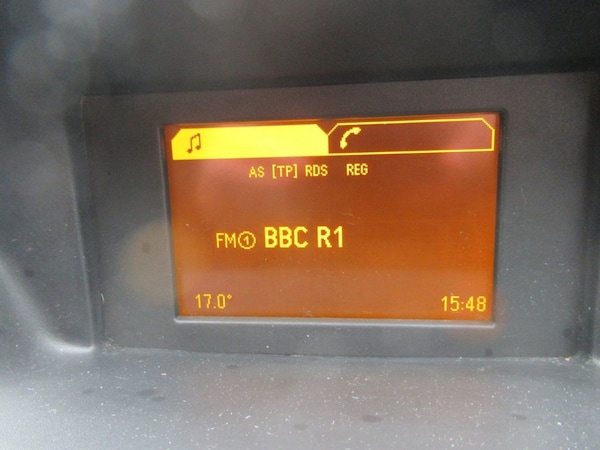 AS [TP] RDS REG
FM① BBC R1
17.0° 15:48